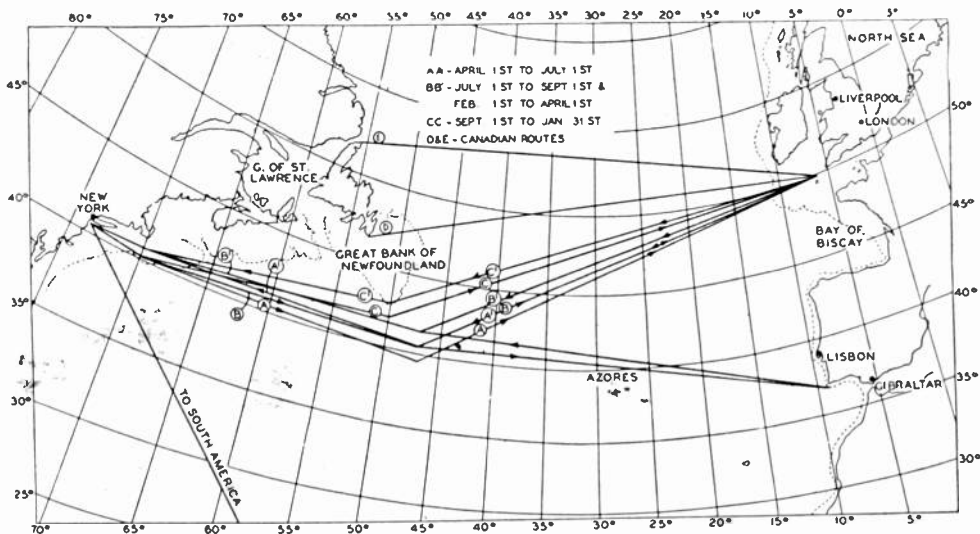 80° 75° 70° 65° 60° 55° 50° 45° 40° 35° 30° 25° 20° 15° 10° 5° 0° 5°
NORTH SEA
AA - APRIL 1ST TO JULY 1ST
BB' - JULY 1ST TO SEPT 1ST &
FEB. 1ST TO APRIL 1ST
CC - SEPT 1ST TO JAN 31ST
D&E - CANADIAN ROUTES
45°
LIVERPOOL
LONDON
50°
E
G. OF ST.
LAWRENCE
40°
NEW
YORK
D
45°
BAY OF
BISCAY
GREAT BANK OF
NEWFOUNDLAND
B' A' C' C
C' C B' B A' A
B A
35°
40°
LISBON
AZORES
GIBRALTAR
35°
30°
TO SOUTH AMERICA
30°
25°
70° 65° 60° 55° 50° 45° 40° 35° 30° 25° 20° 15° 10° 5°